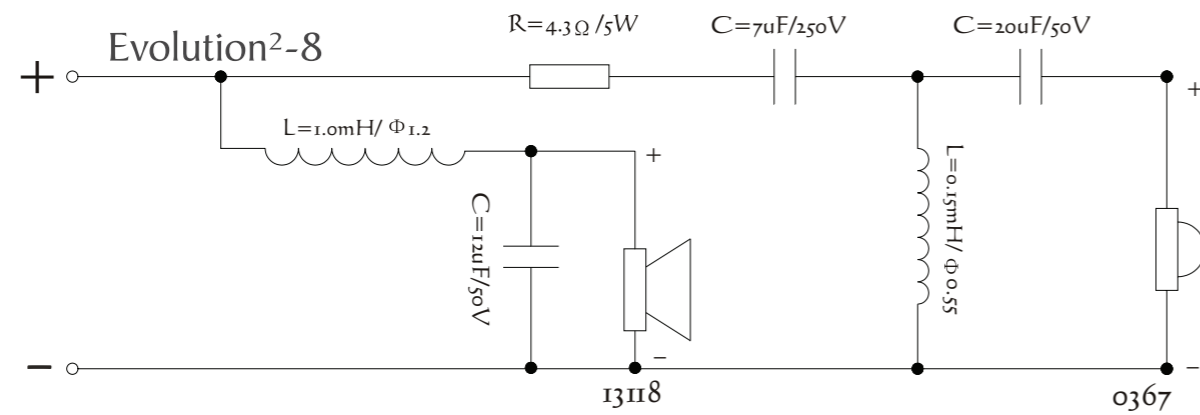 Evolution²-8
R=4.3Ω/5W
C=7uF/250V
C=20uF/50V
+
+
L=1.0mH/Φ1.2
+
L=0.15mH/Φ0.55
C=12uF/50V
−
−
−
13118
0367